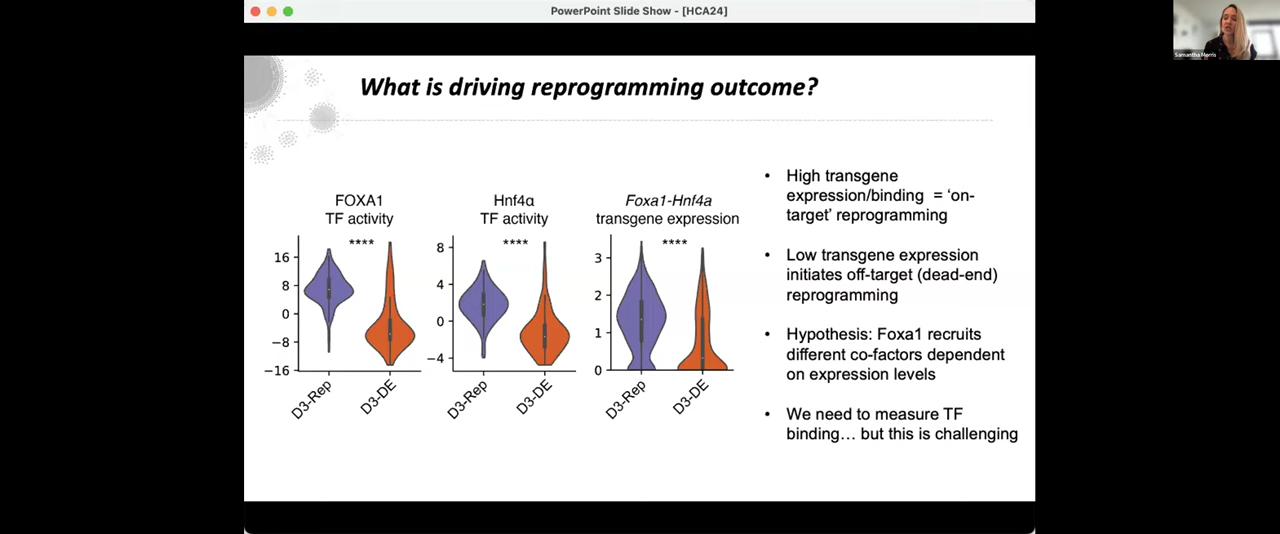 PowerPoint Slide Show - [HCA24]
Samantha Morris
What is driving reprogramming outcome?
FOXA1
TF activity
****
16
8
0
−8
−16
D3-Rep
D3-DE
Hnf4α
TF activity
****
8
4
0
−4
D3-Rep
D3-DE
Foxa1-Hnf4a
transgene expression
****
3
2
1
0
D3-Rep
D3-DE
• High transgene
expression/binding = ‘on-
target’ reprogramming
• Low transgene expression
initiates off-target (dead-end)
reprogramming
• Hypothesis: Foxa1 recruits
different co-factors dependent
on expression levels
• We need to measure TF
binding… but this is challenging